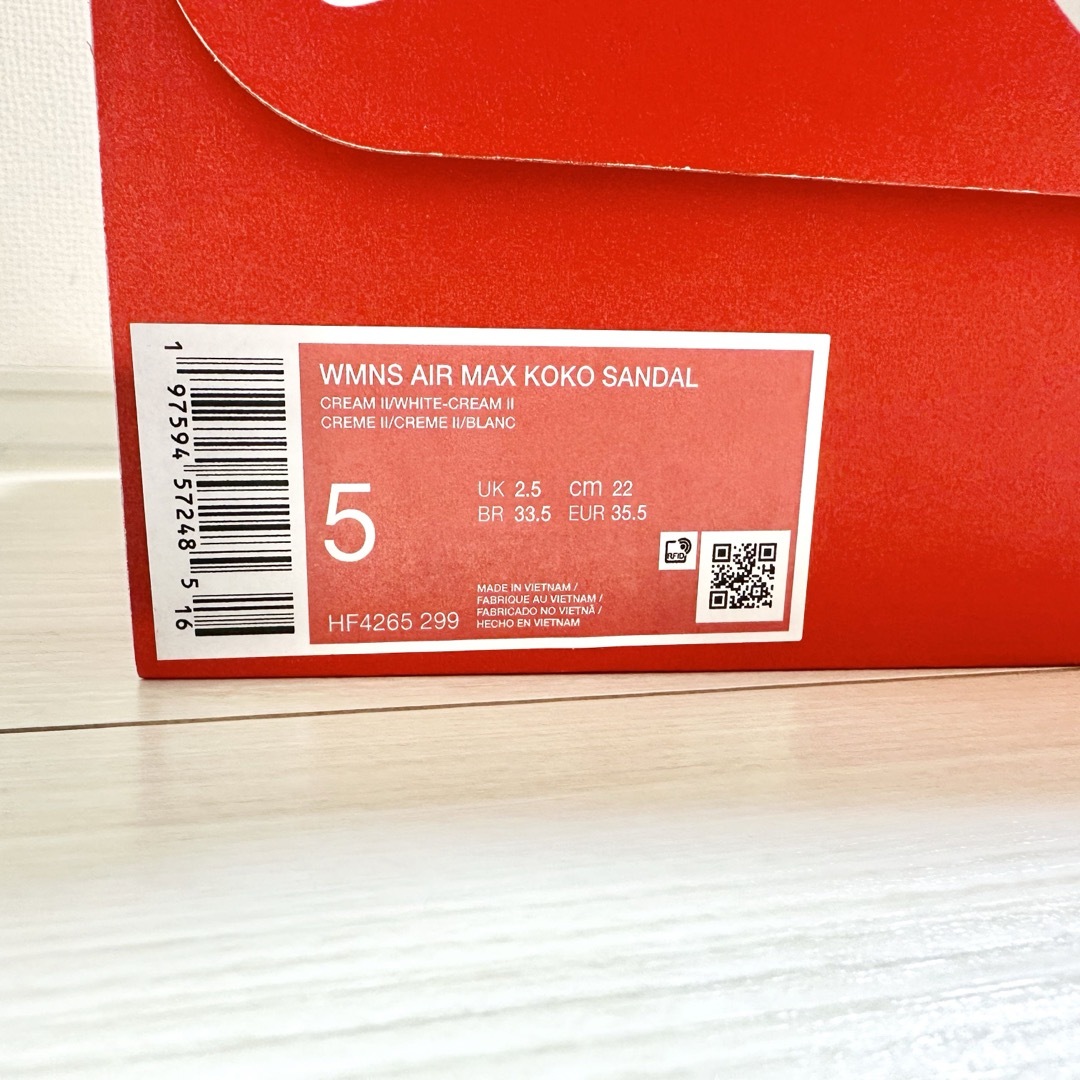 WMNS AIR MAX KOKO SANDAL
CREAM II/WHITE-CREAM II
CREME II/CREME II/BLANC
5
UK 2.5 cm 22
BR 33.5 EUR 35.5
RFID
HF4265 299
MADE IN VIETNAM /
FABRIQUE AU VIETNAM /
FABRICADO NO VIETNÃ /
HECHO EN VIETNAM
1 97594 57248 5 16